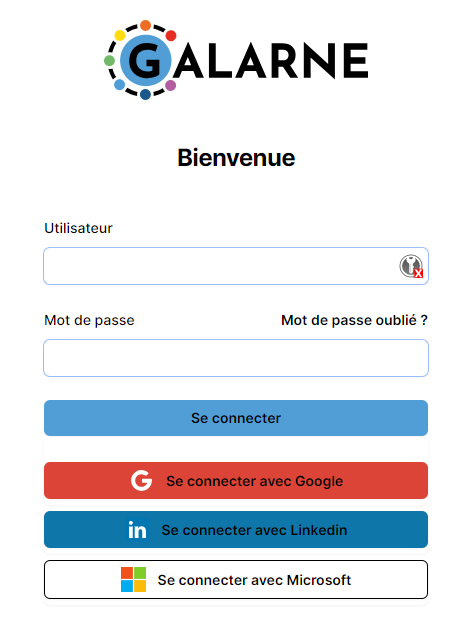 GALARNE
Bienvenue
Utilisateur
Mot de passe Mot de passe oublié ?
Se connecter
Se connecter avec Google
Se connecter avec Linkedin
Se connecter avec Microsoft